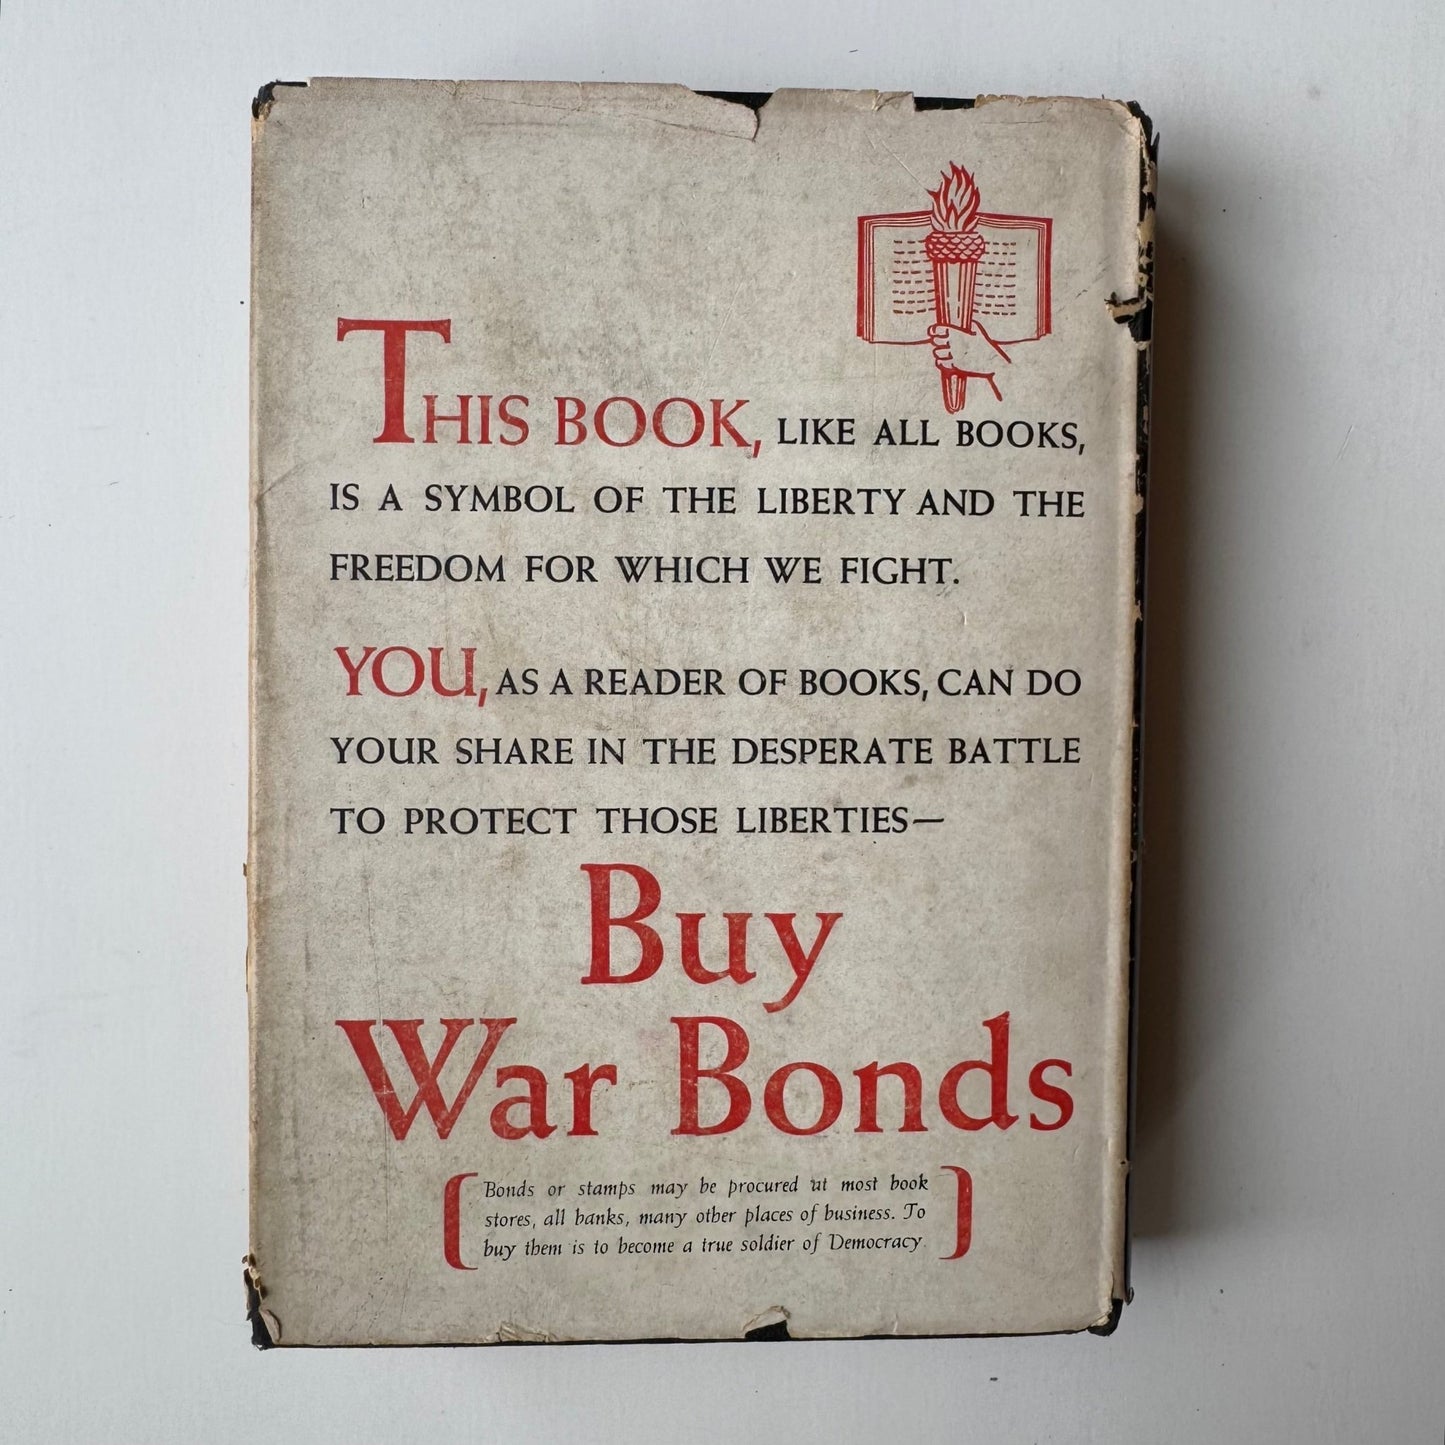 THIS BOOK, LIKE ALL BOOKS,
IS A SYMBOL OF THE LIBERTY AND THE
FREEDOM FOR WHICH WE FIGHT.
YOU, AS A READER OF BOOKS, CAN DO
YOUR SHARE IN THE DESPERATE BATTLE
TO PROTECT THOSE LIBERTIES—
Buy
War Bonds
[Bonds or stamps may be procured at most book
stores, all banks, many other places of business. To
buy them is to become a true soldier of Democracy.]